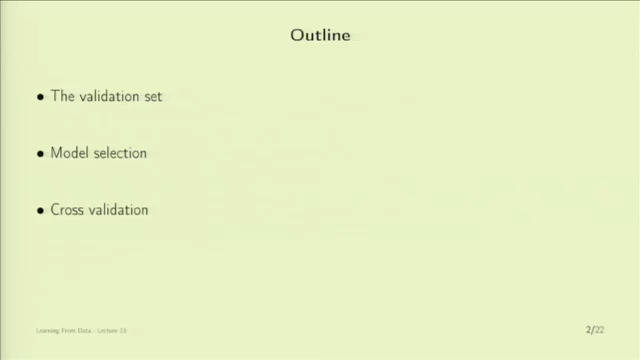 Outline
• The validation set
• Model selection
• Cross validation
Learning From Data - Lecture 13
2/22